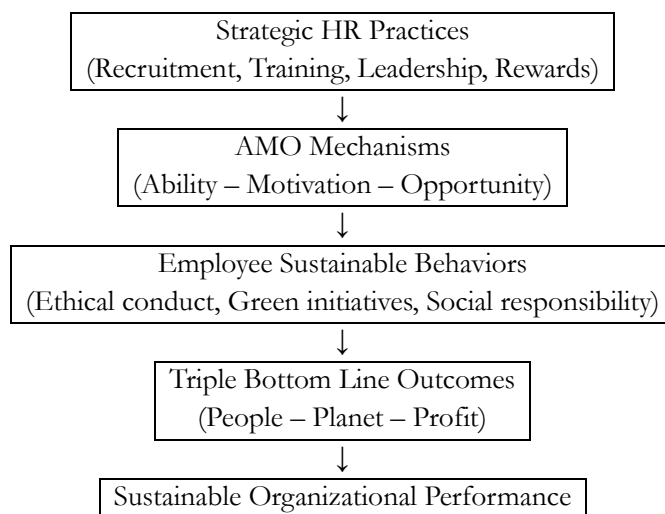 Strategic HR Practices
(Recruitment, Training, Leadership, Rewards)
↓
AMO Mechanisms
(Ability – Motivation – Opportunity)
↓
Employee Sustainable Behaviors
(Ethical conduct, Green initiatives, Social responsibility)
↓
Triple Bottom Line Outcomes
(People – Planet – Profit)
↓
Sustainable Organizational Performance